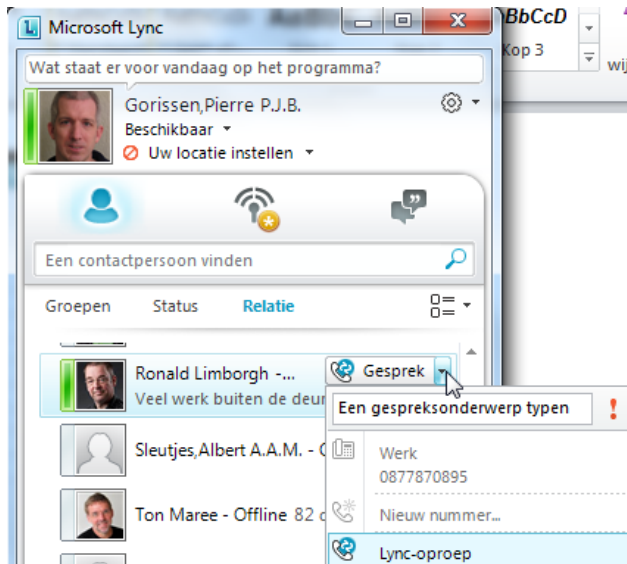 Microsoft Lync
BbCcD
Kop 3
wij
Wat staat er voor vandaag op het programma?
Gorissen,Pierre P.J.B.
Beschikbaar
Uw locatie instellen
Een contactpersoon vinden
Groepen Status Relatie
Ronald Limborgh -... Gesprek
Veel werk buiten de deur
Een gespreksonderwerp typen
Sleutjes,Albert A.A.M. -
Werk
0877870895
Ton Maree - Offline 82
Nieuw nummer...
Lync-oproep